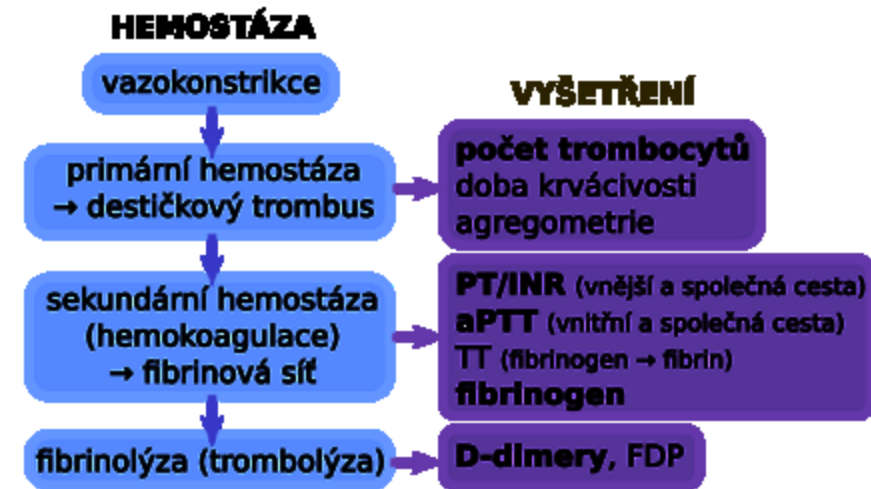 HEMOSTÁZA
vazokonstrikce
primární hemostáza
→ destičkový trombus
sekundární hemostáza
(hemokoagulace)
→ fibrinová síť
fibrinolýza (trombolýza)
VYŠETŘENÍ
počet trombocytů
doba krvácivosti
agregometrie
PT/INR (vnější a společná cesta)
aPTT (vnitřní a společná cesta)
TT (fibrinogen → fibrin)
fibrinogen
D-dimery, FDP